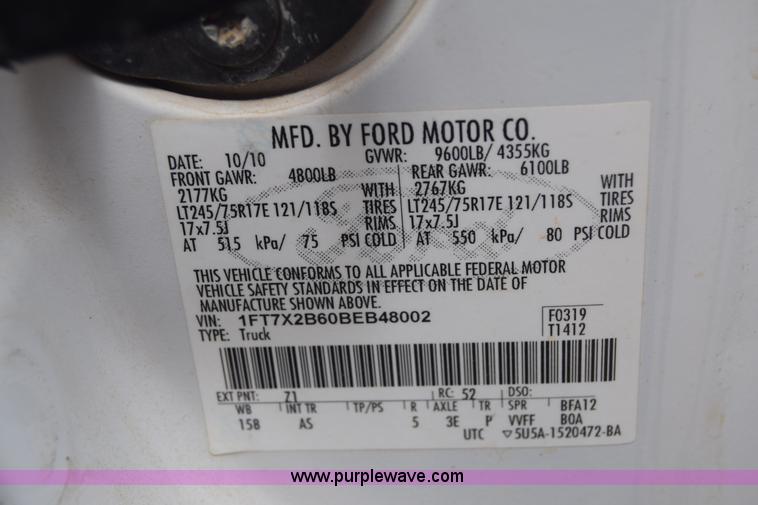 MFD. BY FORD MOTOR CO.
DATE: 10/10 GVWR: 9600LB/ 4355KG
FRONT GAWR: 4800LB REAR GAWR: 6100LB
2177KG WITH 2767KG WITH
LT245/75R17E 121/118S TIRES LT245/75R17E 121/118S TIRES
17x7.5J RIMS 17x7.5J RIMS
AT 515 kPa/ 75 PSI COLD AT 550 kPa/ 80 PSI COLD
THIS VEHICLE CONFORMS TO ALL APPLICABLE FEDERAL MOTOR
VEHICLE SAFETY STANDARDS IN EFFECT ON THE DATE OF
MANUFACTURE SHOWN ABOVE.
VIN: 1FT7X2B60BEB48002 F0319
TYPE: Truck T1412
EXT PNT: Z1 RC: 52 DSO:
WB INT TR TP/PS R AXLE TR SPR BFA12
158 AS 5 3E P VVFF BOA
UTC ▽5U5A-1520472-BA
Ford
www.purplewave.com